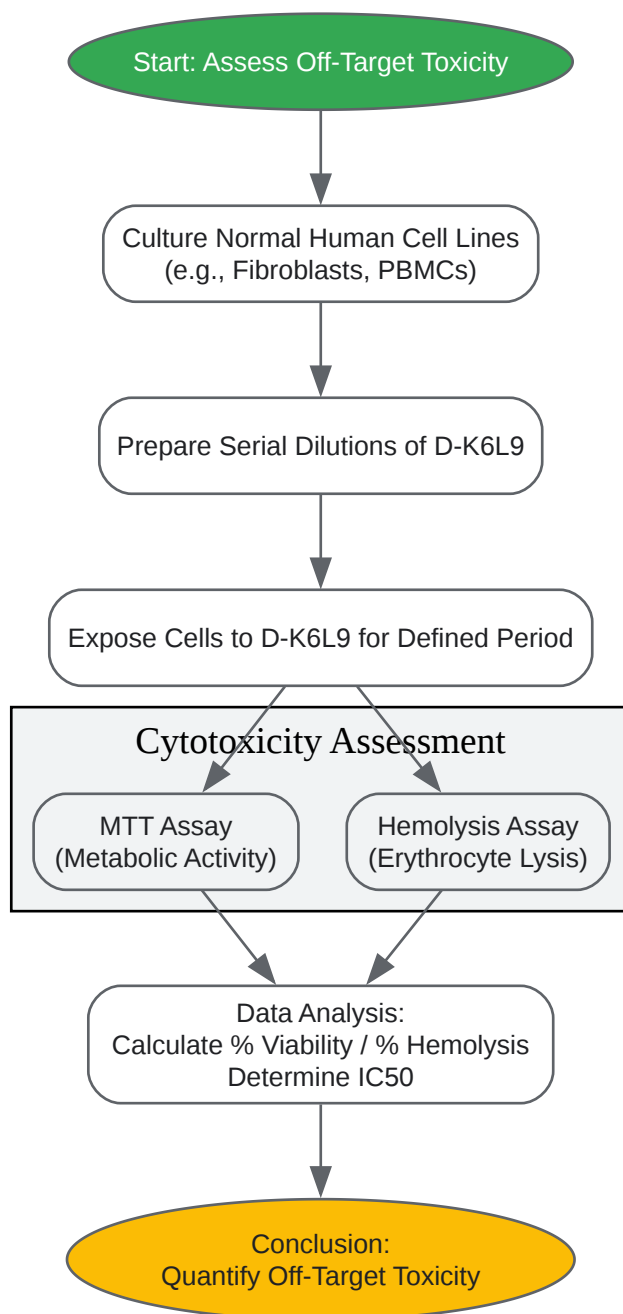 Start: Assess Off-Target Toxicity
Culture Normal Human Cell Lines
(e.g., Fibroblasts, PBMCs)
Prepare Serial Dilutions of D-K6L9
Expose Cells to D-K6L9 for Defined Period
Cytotoxicity Assessment
MTT Assay
(Metabolic Activity)
Hemolysis Assay
(Erythrocyte Lysis)
Data Analysis:
Calculate % Viability / % Hemolysis
Determine IC50
Conclusion:
Quantify Off-Target Toxicity